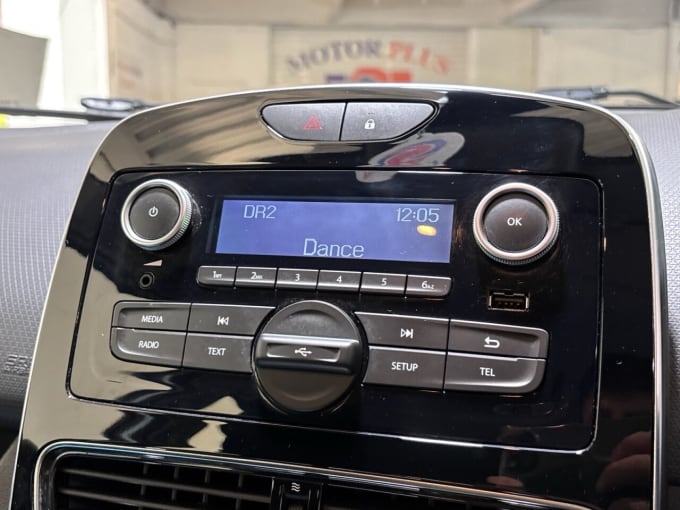 MOTOR PLUS
DR2 12:05
Dance
OK
1 2 3 4 5 6
MEDIA
RADIO TEXT SETUP TEL